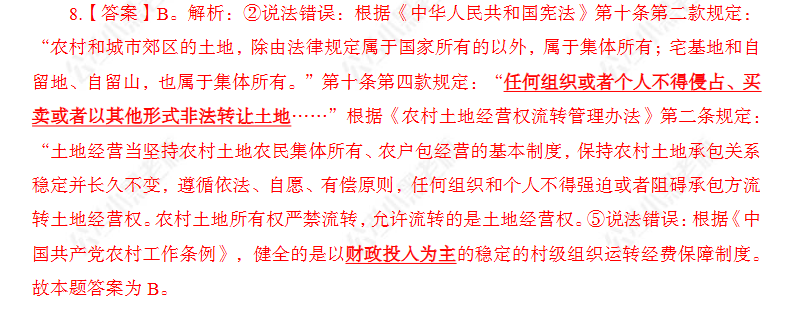 8.【答案】B。解析：②说法错误：根据《中华人民共和国宪法》第十条第二款规定：
“农村和城市郊区的土地，除由法律规定属于国家所有的以外，属于集体所有；宅基地和自
留地、自留山，也属于集体所有。”第十条第四款规定：“任何组织或者个人不得侵占、买
卖或者以其他形式非法转让土地……”根据《农村土地经营权流转管理办法》第二条规定：
“土地经营当坚持农村土地农民集体所有、农户包经营的基本制度，保持农村土地承包关系
稳定并长久不变，遵循依法、自愿、有偿原则，任何组织和个人不得强迫或者阻碍承包方流
转土地经营权。农村土地所有权严禁流转，允许流转的是土地经营权。⑤说法错误：根据《中
国共产党农村工作条例》，健全的是以财政投入为主的稳定的村级组织运转经费保障制度。
故本题答案为 B。